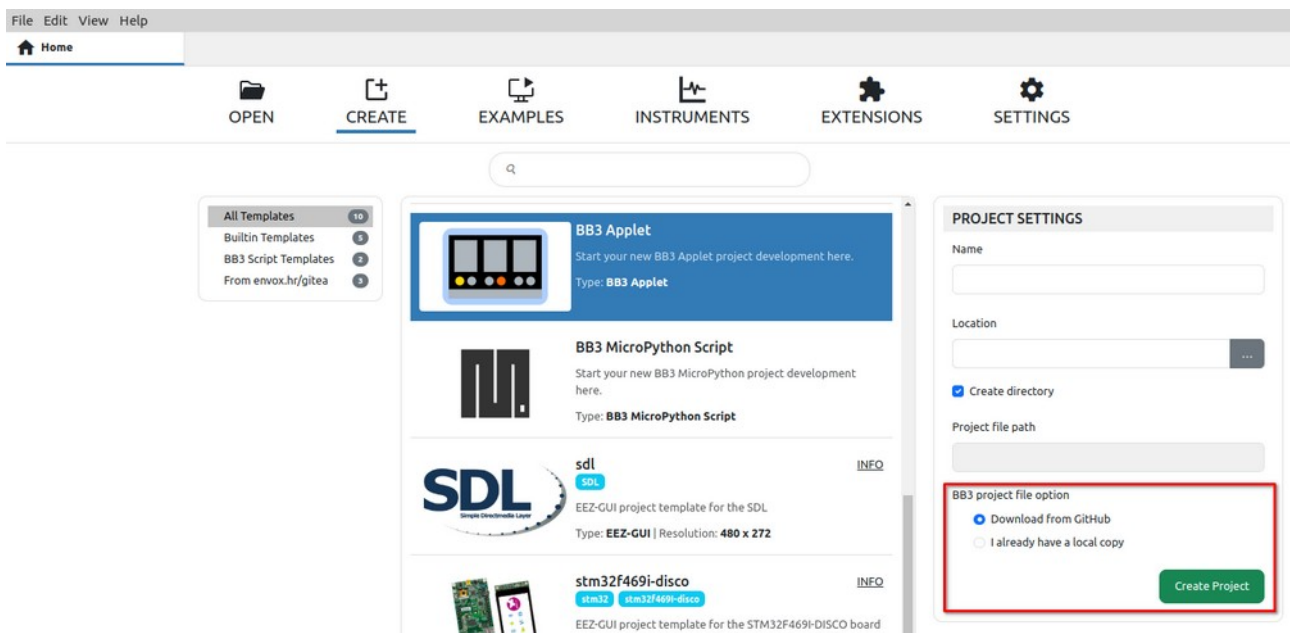 File Edit View Help
Home
OPEN
CREATE
EXAMPLES
INSTRUMENTS
EXTENSIONS
SETTINGS
All Templates 10
Builtin Templates 5
BB3 Script Templates 2
From envox.hr/gitea 3
BB3 Applet
Start your new BB3 Applet project development here.
Type: BB3 Applet
BB3 MicroPython Script
Start your new BB3 MicroPython project development
here.
Type: BB3 MicroPython Script
SDL
Simple Directmedia Layer
sdl INFO
SDL
EEZ-GUI project template for the SDL
Type: EEZ-GUI | Resolution: 480 x 272
stm32f469i-disco INFO
stm32 stm32f469i-disco
EEZ-GUI project template for the STM32F469I-DISCO board
PROJECT SETTINGS
Name
Location
...
Create directory
Project file path
BB3 project file option
Download from GitHub
I already have a local copy
Create Project